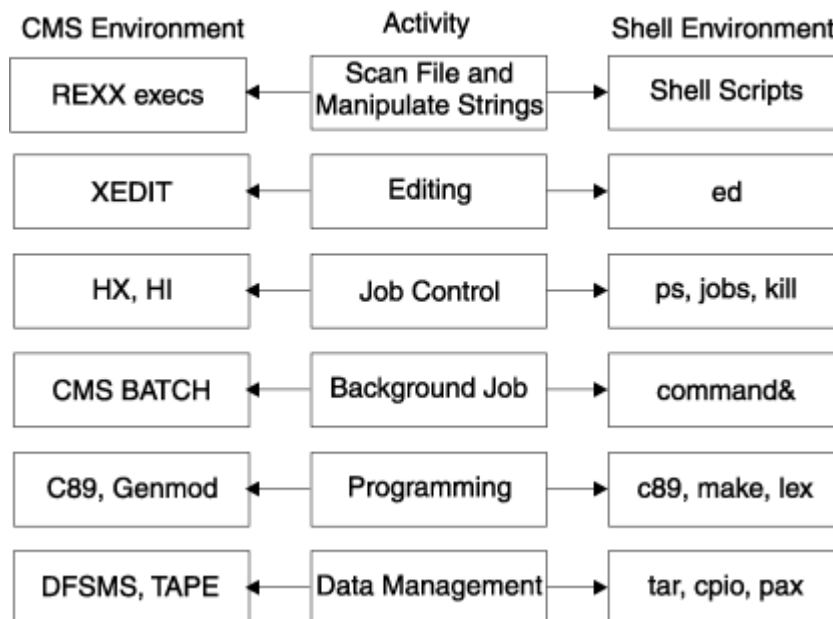 CMS Environment Activity Shell Environment
REXX execs Scan File and Manipulate Strings Shell Scripts
XEDIT Editing ed
HX, HI Job Control ps, jobs, kill
CMS BATCH Background Job command&
C89, Genmod Programming c89, make, lex
DFSMS, TAPE Data Management tar, cpio, pax